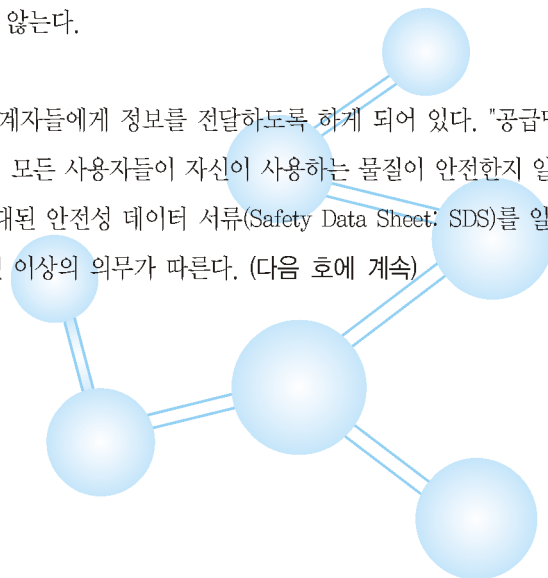 않는다.
계자들에게 정보를 전달하도록 하게 되어 있다. "공급
모든 사용자들이 자신이 사용하는 물질이 안전한지
대된 안전성 데이터 서류(Safety Data Sheet: SDS)를
이상의 의무가 따른다. (다음 호에 계속)